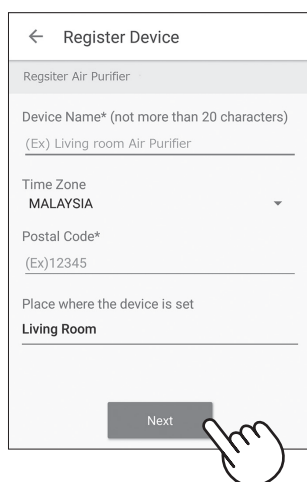 ← Register Device
Regsiter Air Purifier
Device Name* (not more than 20 characters)
(Ex) Living room Air Purifier
Time Zone
MALAYSIA
Postal Code*
(Ex)12345
Place where the device is set
Living Room
Next